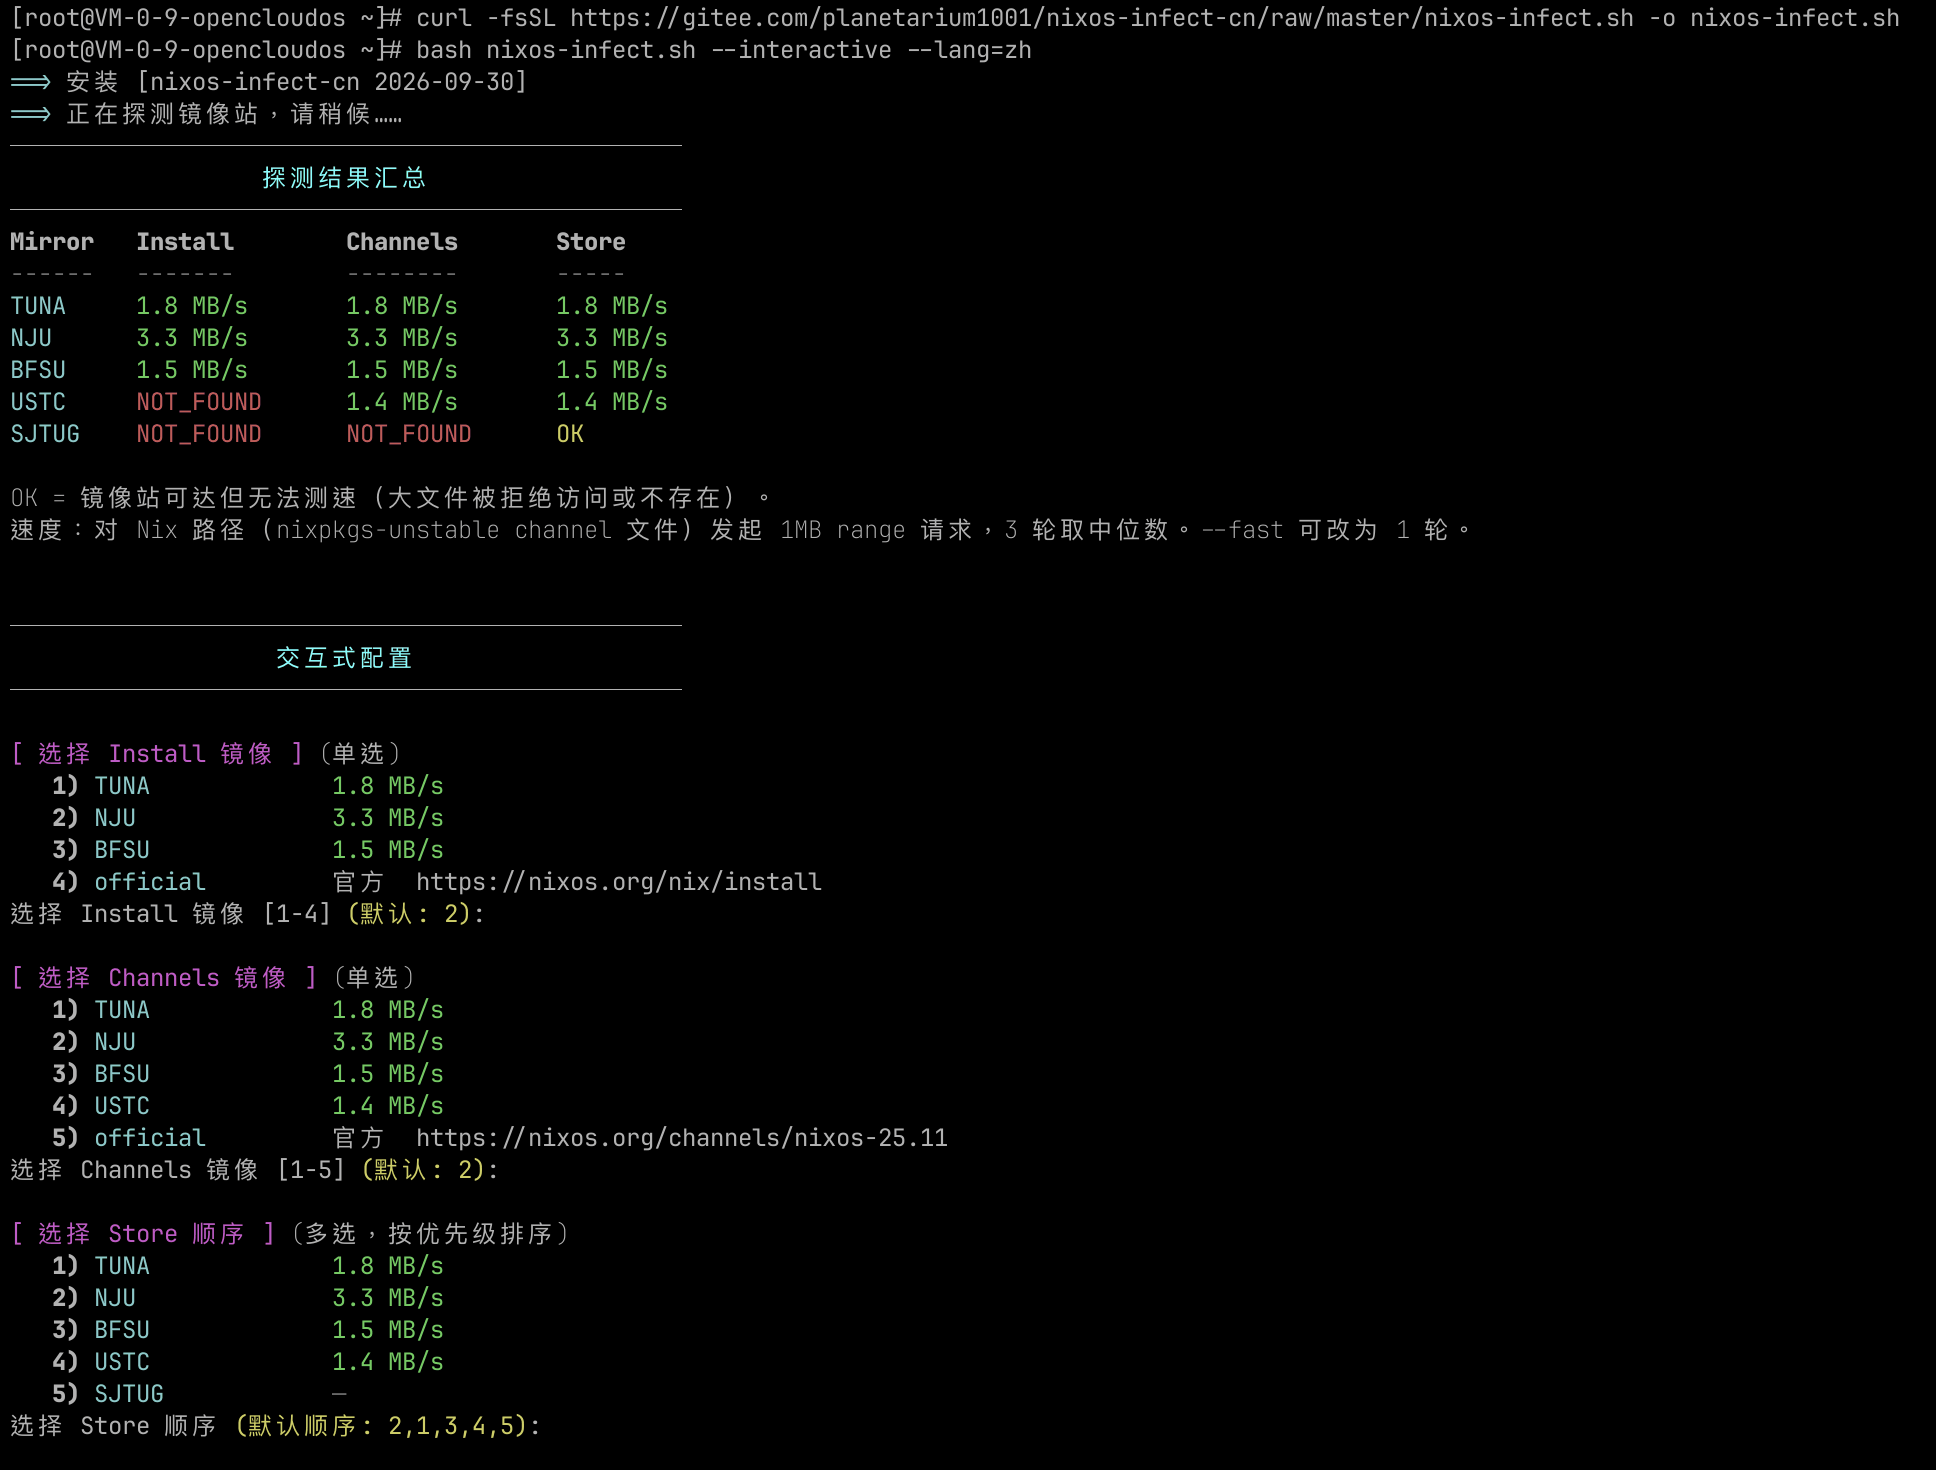 [root@VM-0-9-opencloudos ~]# curl -fsSL https://gitee.com/planetarium1001/nixos-infect-cn/raw/master/nixos-infect.sh -o nixos-infect.sh
[root@VM-0-9-opencloudos ~]# bash nixos-infect.sh --interactive --lang=zh
==> 安装 [nixos-infect-cn 2026-09-30]
==> 正在探测镜像站，请稍候……
探测结果汇总
Mirror Install Channels Store
------ ------- -------- -----
TUNA 1.8 MB/s 1.8 MB/s 1.8 MB/s
NJU 3.3 MB/s 3.3 MB/s 3.3 MB/s
BFSU 1.5 MB/s 1.5 MB/s 1.5 MB/s
USTC NOT_FOUND 1.4 MB/s 1.4 MB/s
SJTUG NOT_FOUND NOT_FOUND OK
OK = 镜像站可达但无法测速（大文件被拒绝访问或不存在）。
速度：对 Nix 路径（nixpkgs-unstable channel 文件）发起 1MB range 请求，3 轮取中位数。--fast 可改为 1 轮。
交互式配置
[ 选择 Install 镜像 ]（单选）
1) TUNA 1.8 MB/s
2) NJU 3.3 MB/s
3) BFSU 1.5 MB/s
4) official 官方 https://nixos.org/nix/install
选择 Install 镜像 [1-4] (默认: 2):
[ 选择 Channels 镜像 ]（单选）
1) TUNA 1.8 MB/s
2) NJU 3.3 MB/s
3) BFSU 1.5 MB/s
4) USTC 1.4 MB/s
5) official 官方 https://nixos.org/channels/nixos-25.11
选择 Channels 镜像 [1-5] (默认: 2):
[ 选择 Store 顺序 ]（多选，按优先级排序）
1) TUNA 1.8 MB/s
2) NJU 3.3 MB/s
3) BFSU 1.5 MB/s
4) USTC 1.4 MB/s
5) SJTUG —
选择 Store 顺序 (默认顺序: 2,1,3,4,5):